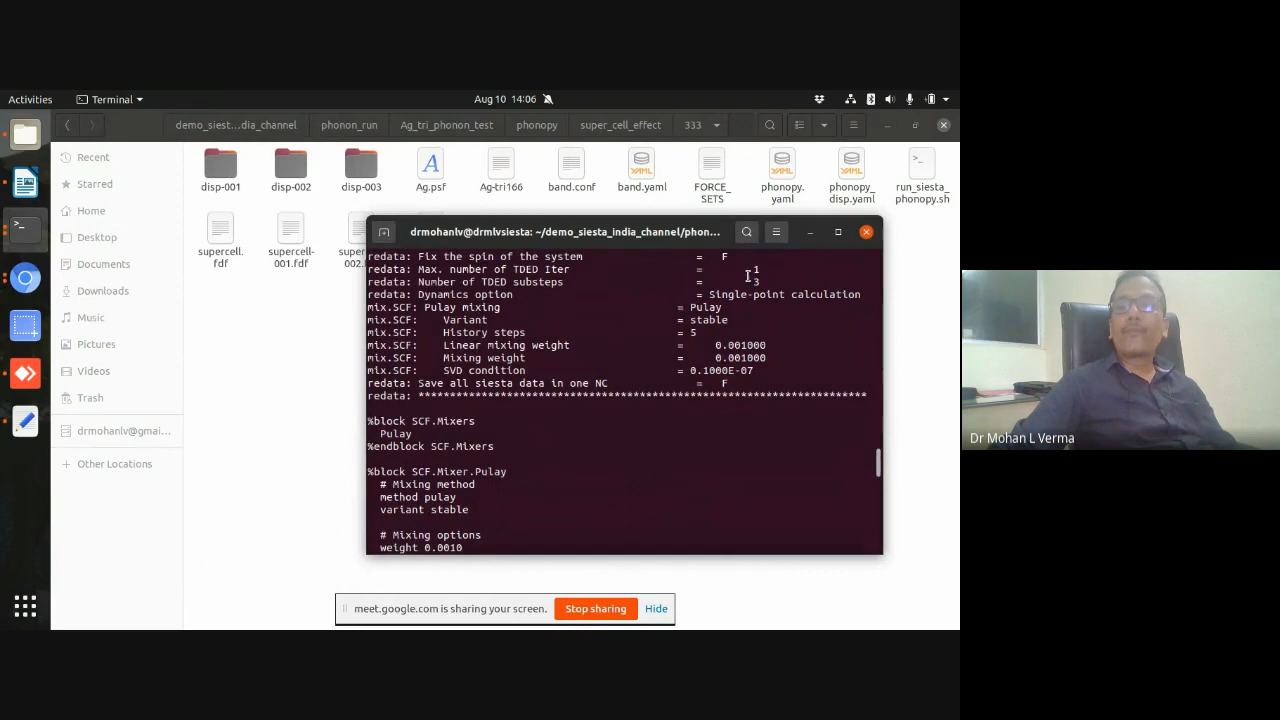 Activities
Terminal
Aug 10 14:06
demo_siest…dia_channel
phonon_run
Ag_tri_phonon_test
phonopy
super_cell_effect
333
Recent
Starred
Home
Desktop
Documents
Downloads
Music
Pictures
Videos
Trash
drmohanlv@gmai…
Other Locations
disp-001
disp-002
disp-003
Ag.psf
Ag-tri166
band.conf
band.yaml
FORCE_
SETS
phonopy.
yaml
phonopy_
disp.yaml
run_siesta_
phonopy.sh
supercell.
fdf
supercell-
001.fdf
002.
drmohanlv@drmlvsiesta: ~/demo_siesta_india_channel/phon...
redata: Fix the spin of the system = F
redata: Max. number of TDED Iter = 1
redata: Number of TDED substeps = 3
redata: Dynamics option = Single-point calculation
mix.SCF: Pulay mixing = Pulay
mix.SCF: Variant = stable
mix.SCF: History steps = 5
mix.SCF: Linear mixing weight = 0.001000
mix.SCF: Mixing weight = 0.001000
mix.SCF: SVD condition = 0.1000E-07
redata: Save all siesta data in one NC = F
redata: ***********************************************************************
%block SCF.Mixers
Pulay
%endblock SCF.Mixers
%block SCF.Mixer.Pulay
# Mixing method
method pulay
variant stable
# Mixing options
weight 0.0010
meet.google.com is sharing your screen.
Stop sharing
Hide
Dr Mohan L Verma